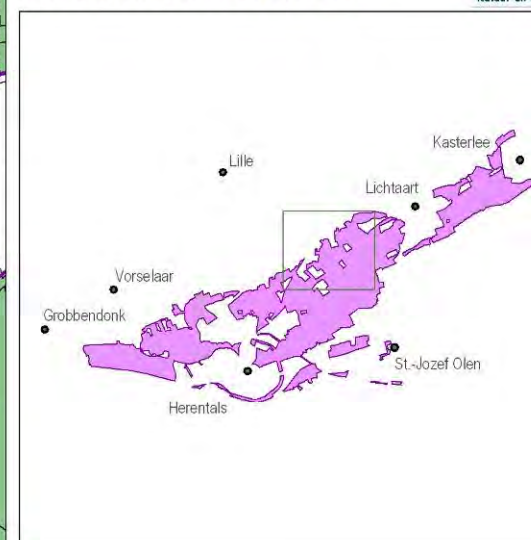 Kasterlee
Lille
Lichtaart
Vorselaar
Grobbendonk
St.-Jozef Olen
Herentals